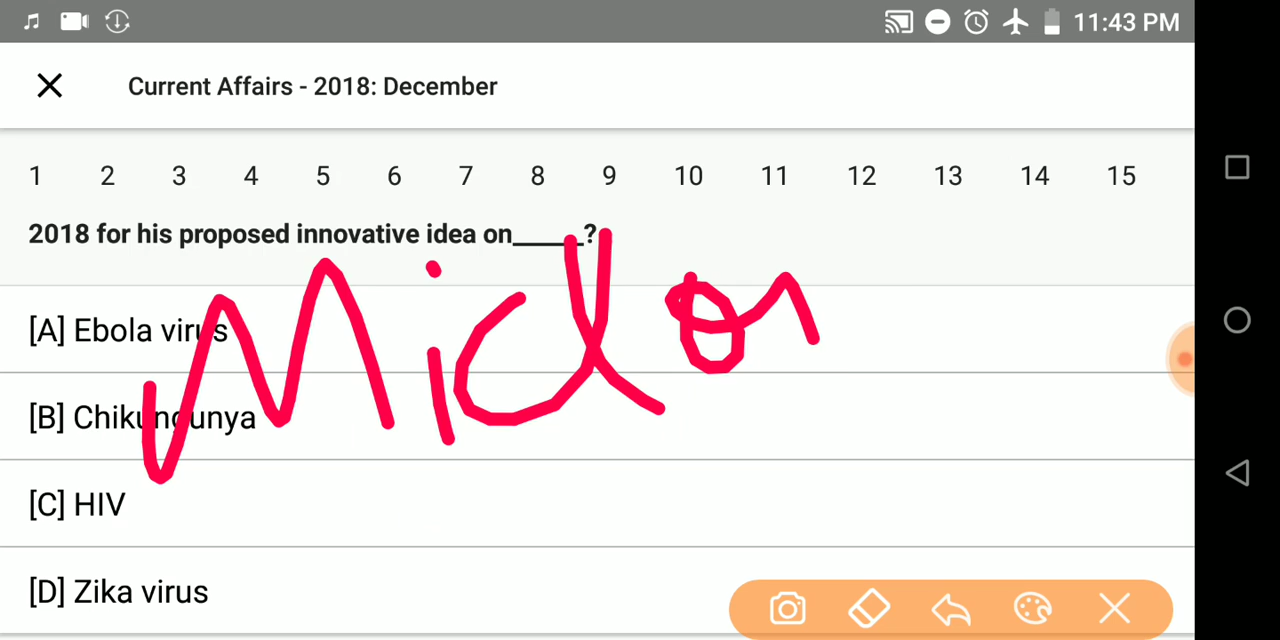 11:43 PM
Current Affairs - 2018: December
1 2 3 4 5 6 7 8 9 10 11 12 13 14 15
2018 for his proposed innovative idea on_____?
[A] Ebola virus
[B] Chikungunya
[C] HIV
[D] Zika virus